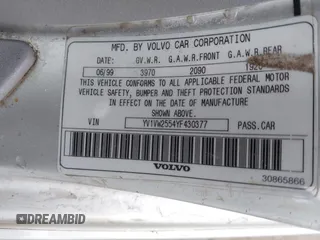 MFD. BY VOLVO CAR CORPORATION
DATE: G.V.W.R. G.A.W.R.FRONT G.A.W.R.REAR
06/99 3970 2090 1920
THIS VEHICLE CONFORMS TO ALL APPLICABLE FEDERAL MOTOR
VEHICLE SAFETY, BUMPER AND THEFT PREVENTION STANDARDS
IN EFFECT ON THE DATE OF MANUFACTURE
SHOWN ABOVE.
VIN YV1VW2554YF430377 PASS.CAR
VOLVO
30865866
DREAMBID